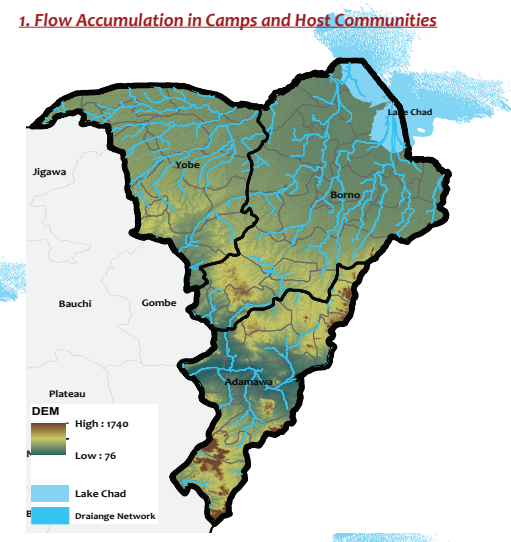 1. Flow Accumulation in Camps and Host Communities
Lake Chad
Jigawa
Yobe
Borno
Bauchi
Gombe
Adamawa
Plateau
DEM
High : 1740
Low : 76
Lake Chad
Draiange Network